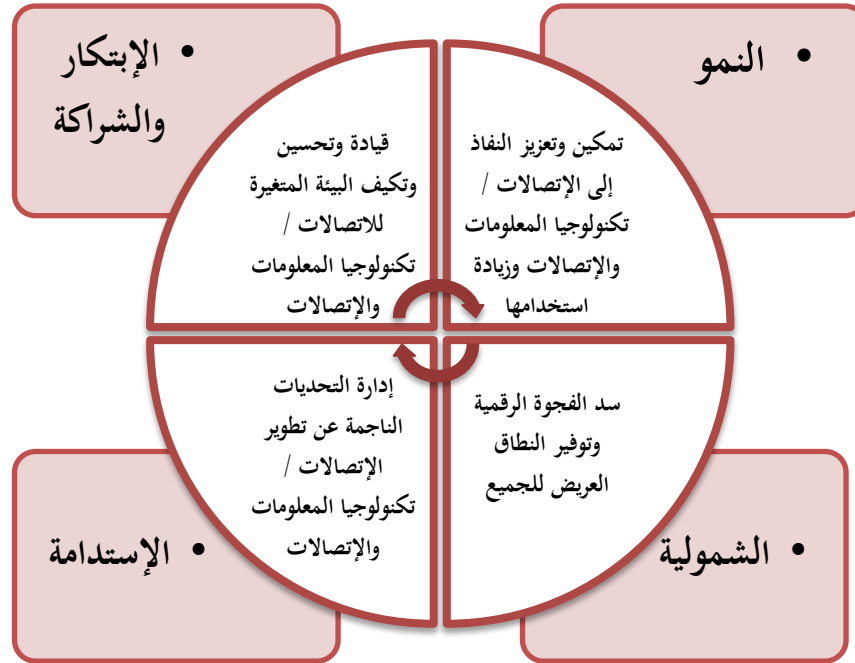 • النمو
تمكين وتعزيز النفاذ
إلى الإتصالات /
تكنولوجيا المعلومات
والإتصالات وزيادة
استخدامها
• الإبتكار
والشراكة
قيادة وتحسين
وتكيف البيئة المتغيرة
للاتصالات /
تكنولوجيا المعلومات
والإتصالات
• الشمولية
سد الفجوة الرقمية
وتوفير النطاق
العريض للجميع
• الإستدامة
إدارة التحديات
الناجمة عن تطوير
الإتصالات /
تكنولوجيا المعلومات
والإتصالات